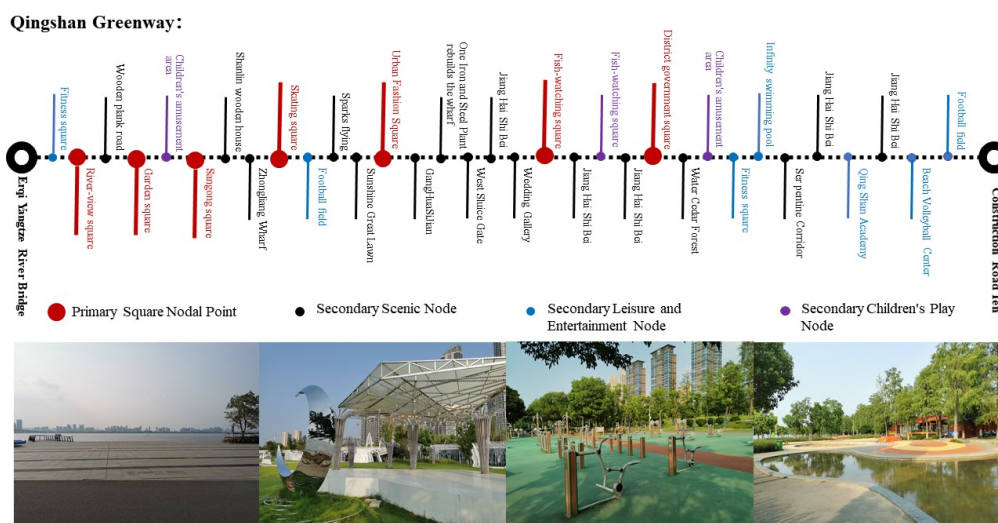 Qingshan Greenway:
Fitness square
Wooden plank road
Children's amusement
area
Shanlin wooden house
Skating square
Sparks flying
Urban Fashion Square
One Iron and Steel Plant
rebuilds the wharf
Jiang Hai Shi Bei
Fish-watching square
Fish-watching square
District government square
Children's amusement
area
Infinity swimming pool
Jiang Hai Shi Bei
Jiang Hai Shi Bei
Football field
Erqi Yangtze River Bridge
River-view square
Garden square
Sangong square
Zhongliang Wharf
Football field
Sunshine Great Lawn
GangHuaSiJian
West Sluice Gate
Wedding Gallery
Jiang Hai Shi Bei
Jiang Hai Shi Bei
Water Cedar Forest
Fitness square
Serpentine Corridor
Qing Shan Academy
Beach Volleyball Center
Construction Road
Primary Square Nodal Point
Secondary Scenic Node
Secondary Leisure and
Entertainment Node
Secondary Children's Play
Node